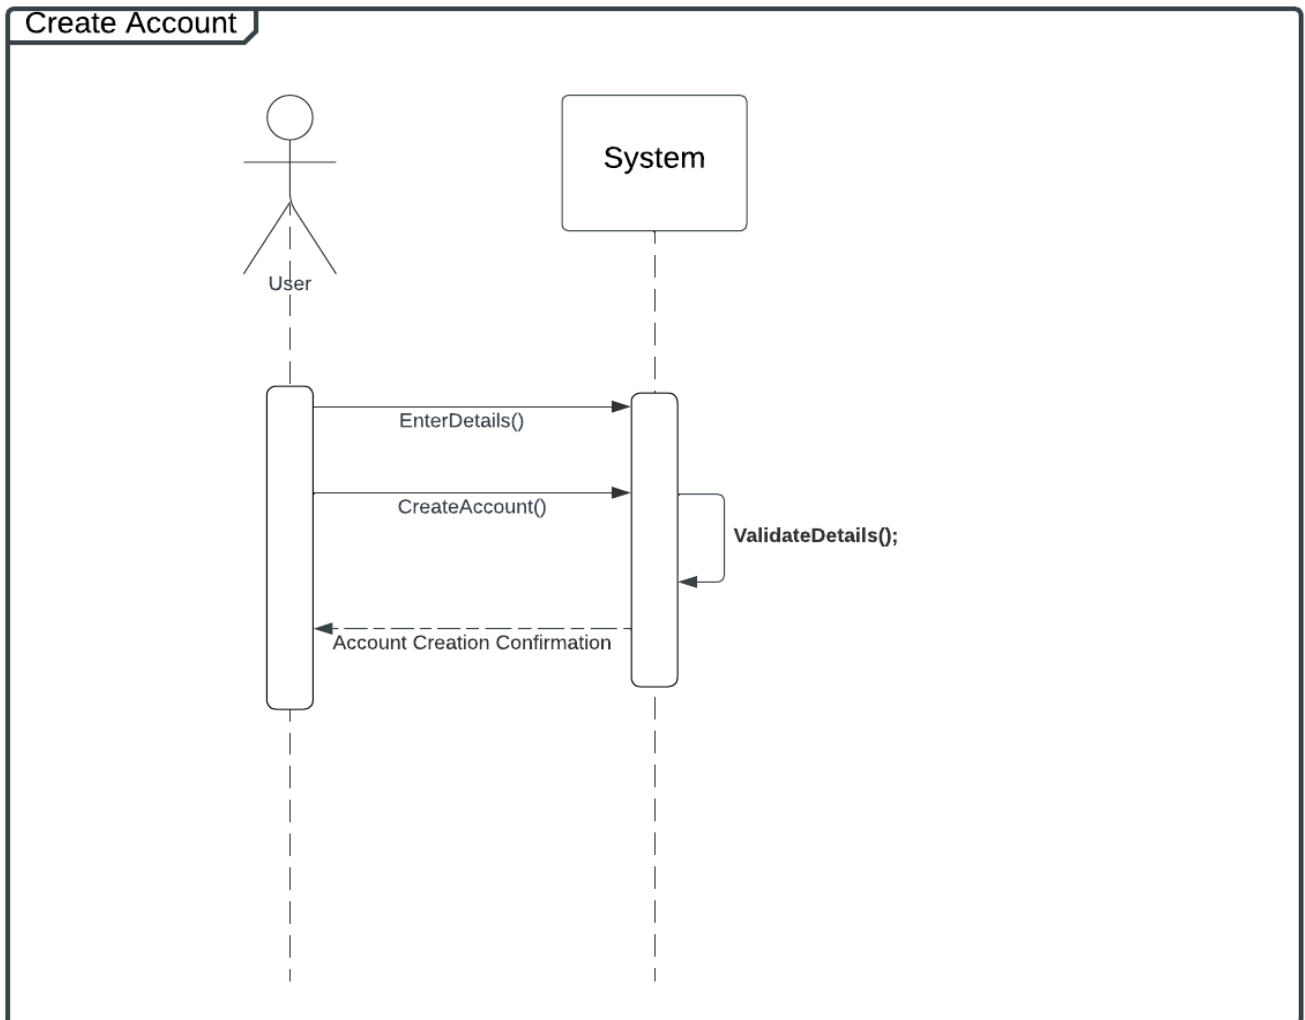 Create Account
System
User
EnterDetails()
CreateAccount()
ValidateDetails();
Account Creation Confirmation